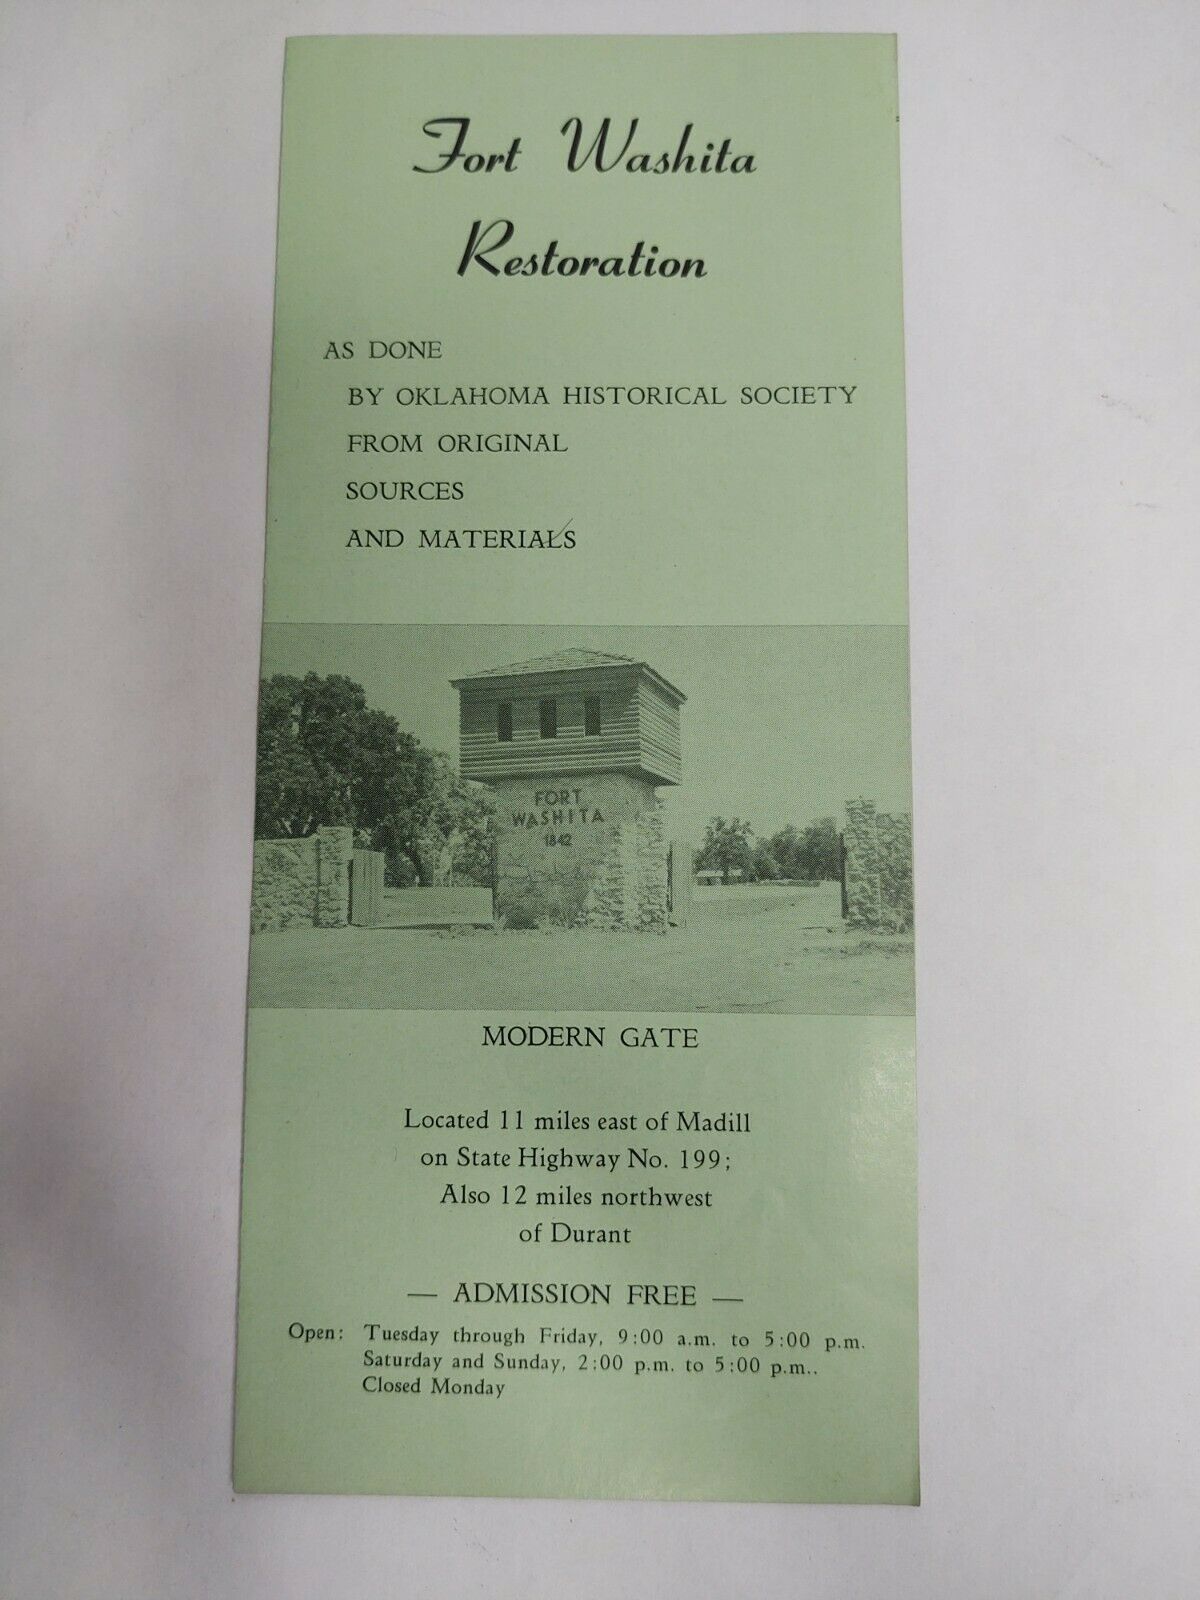 Fort Washita
Restoration
AS DONE
BY OKLAHOMA HISTORICAL SOCIETY
FROM ORIGINAL
SOURCES
AND MATERIALS
FORT
WASHITA
1842
MODERN GATE
Located 11 miles east of Madill
on State Highway No. 199;
Also 12 miles northwest
of Durant
— ADMISSION FREE —
Open: Tuesday through Friday, 9:00 a.m. to 5:00 p.m.
Saturday and Sunday, 2:00 p.m. to 5:00 p.m..
Closed Monday